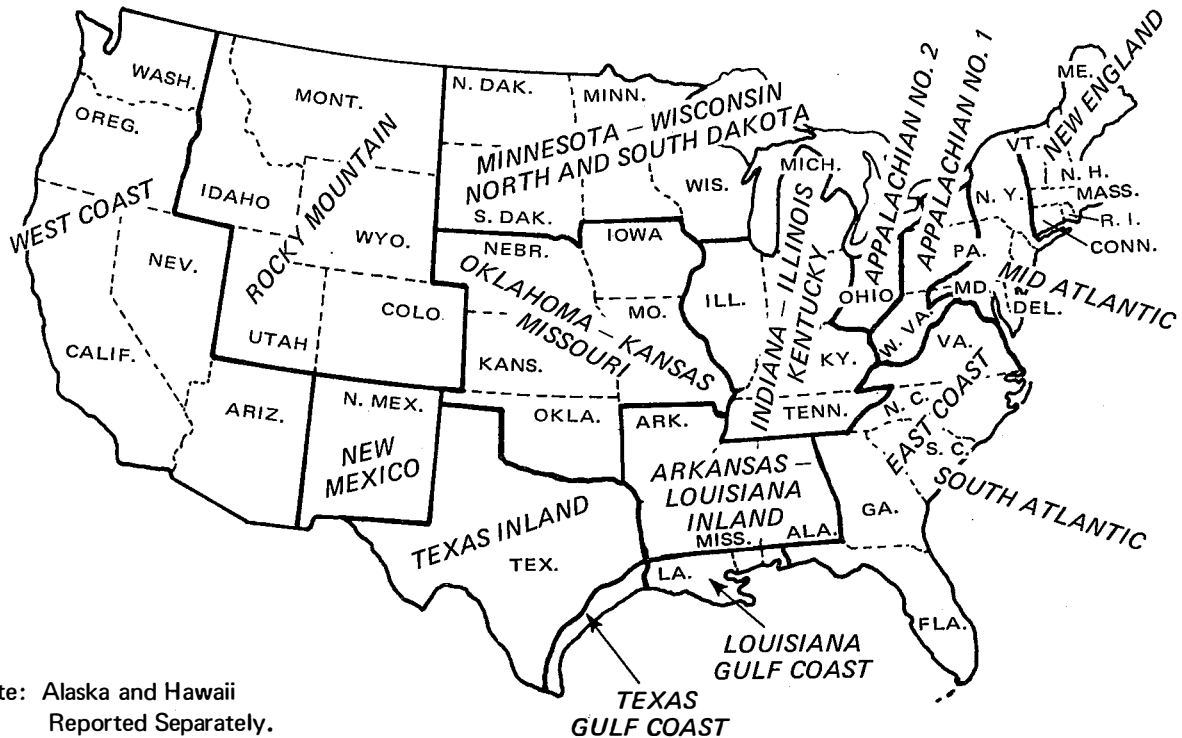 WASH.
OREG.
WEST COAST
NEV.
CALIF.
MONT.
IDAHO
ROCKY MOUNTAIN
WYO.
UTAH
COLO.
ARIZ.
N. MEX.
NEW
MEXICO
N. DAK.
MINN.
MINNESOTA – WISCONSIN
NORTH AND SOUTH DAKOTA
S. DAK.
WIS.
MICH.
NEBR.
IOWA
OKLAHOMA – KANSAS
MISSOURI
MO.
KANS.
OKLA.
ILL.
INDIANA – ILLINOIS
KENTUCKY
OHIO
KY.
TENN.
APPALACHIAN NO. 2
APPALACHIAN NO. 1
W. VA.
ME.
NEW ENGLAND
VT.
N. H.
N. Y.
MASS.
R. I.
CONN.
PA.
MID ATLANTIC
MD.
DEL.
VA.
N. C.
EAST COAST
S. C.
SOUTH ATLANTIC
GA.
FLA.
ARK.
ARKANSAS –
LOUISIANA
INLAND
MISS.
ALA.
TEXAS INLAND
TEX.
LA.
LOUISIANA
GULF COAST
TEXAS
GULF COAST
te: Alaska and Hawaii
Reported Separately.